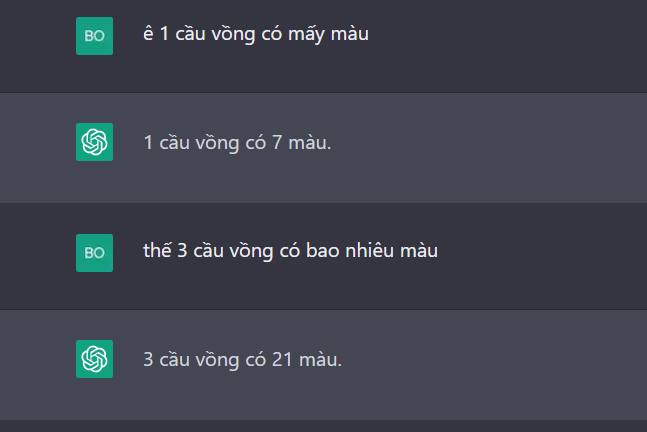 BO
ê 1 cầu vồng có mấy màu
1 cầu vồng có 7 màu.
BO
thế 3 cầu vồng có bao nhiêu màu
3 cầu vồng có 21 màu.